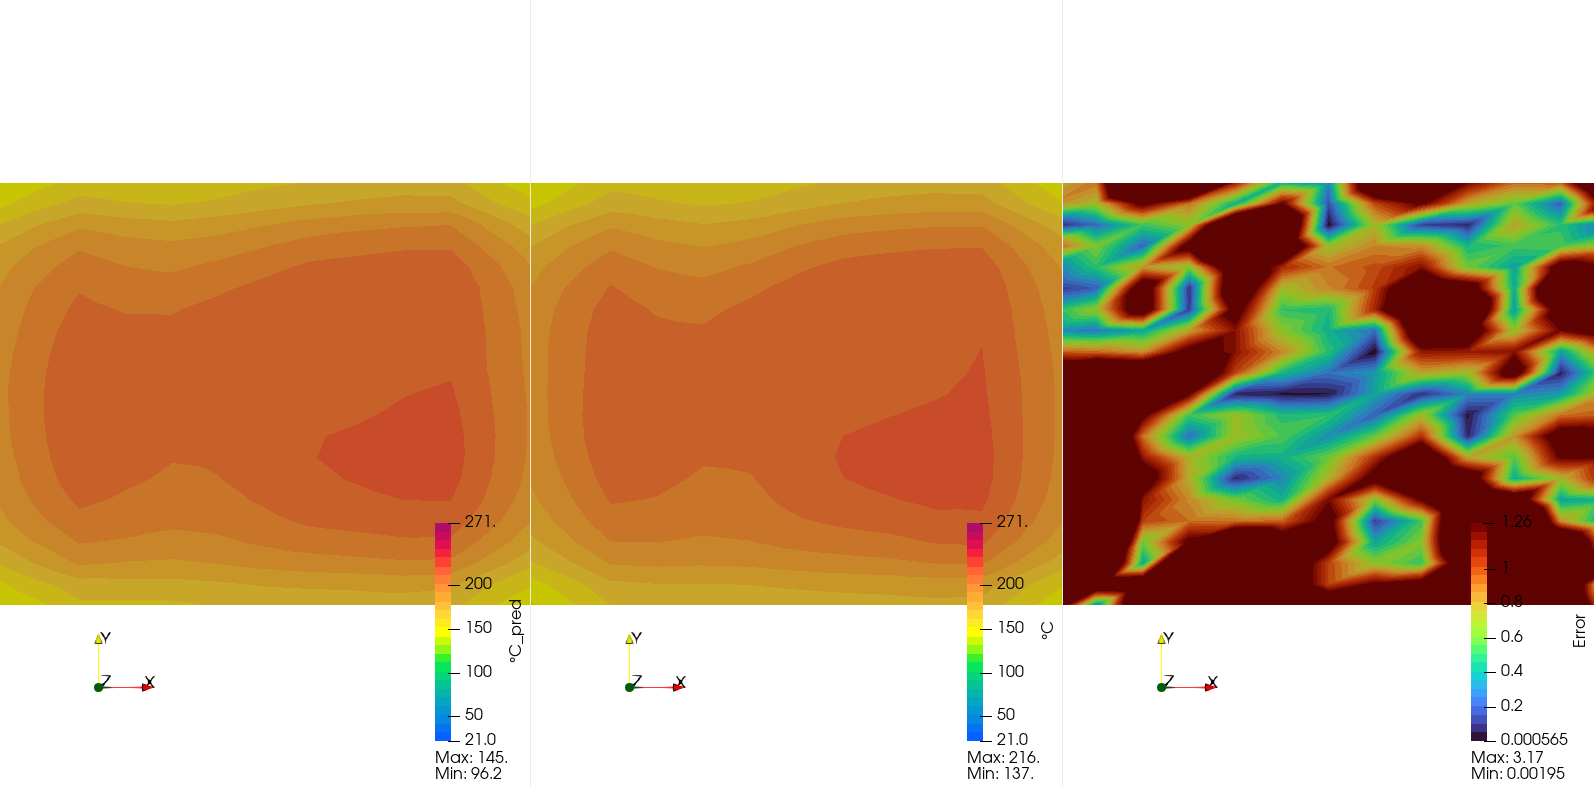 271.
200
150
100
50
21.0
°C_pred
Max: 145.
Min: 96.2
Y
Z X
271.
200
150
100
50
21.0
°C
Max: 216.
Min: 137.
Y
Z X
1.26
1
0.8
0.6
0.4
0.2
0.000565
Error
Max: 3.17
Min: 0.00195
Y
Z X